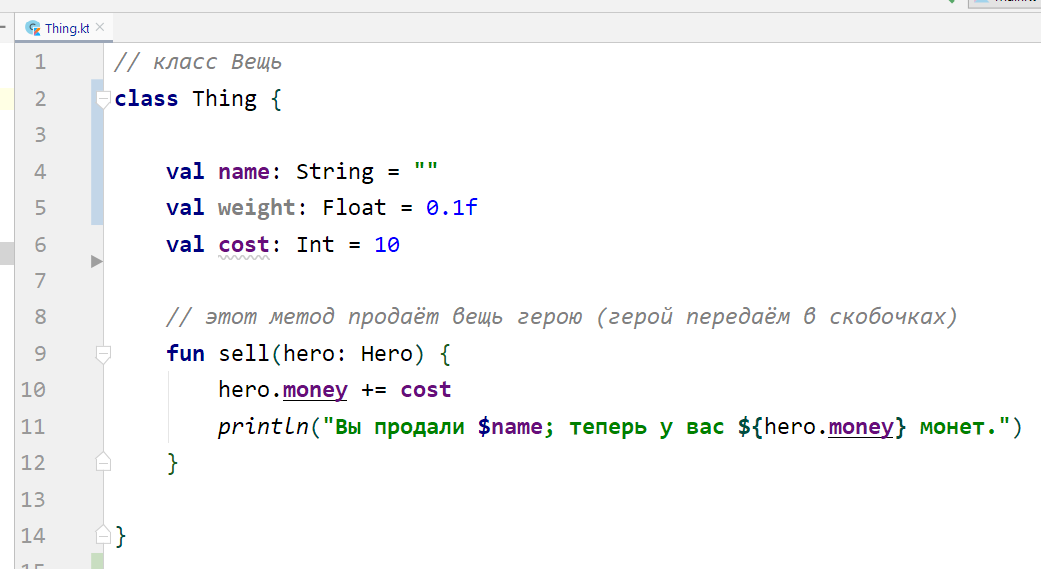 Thing.kt
1 // класс Вещь
2 class Thing {
3
4 val name: String = ""
5 val weight: Float = 0.1f
6 val cost: Int = 10
7
8 // этот метод продаёт вещь герою (герой передаём в скобочках)
9 fun sell(hero: Hero) {
10 hero.money += cost
11 println("Вы продали $name; теперь у вас ${hero.money} монет.")
12 }
13
14 }